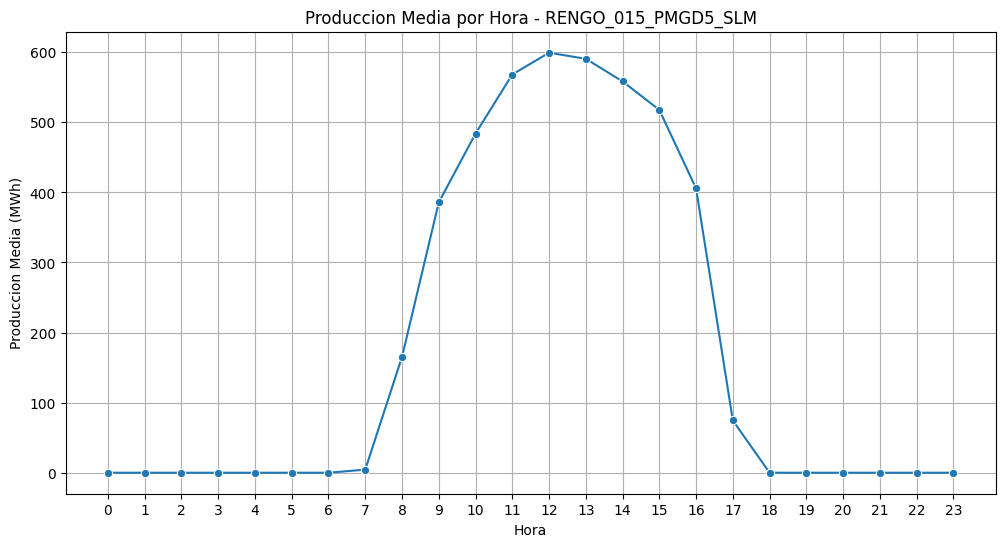 Produccion Media por Hora - RENGO_015_PMGD5_SLM
600
500
400
300
200
100
0
Produccion Media (MWh)
0 1 2 3 4 5 6 7 8 9 10 11 12 13 14 15 16 17 18 19 20 21 22 23
Hora